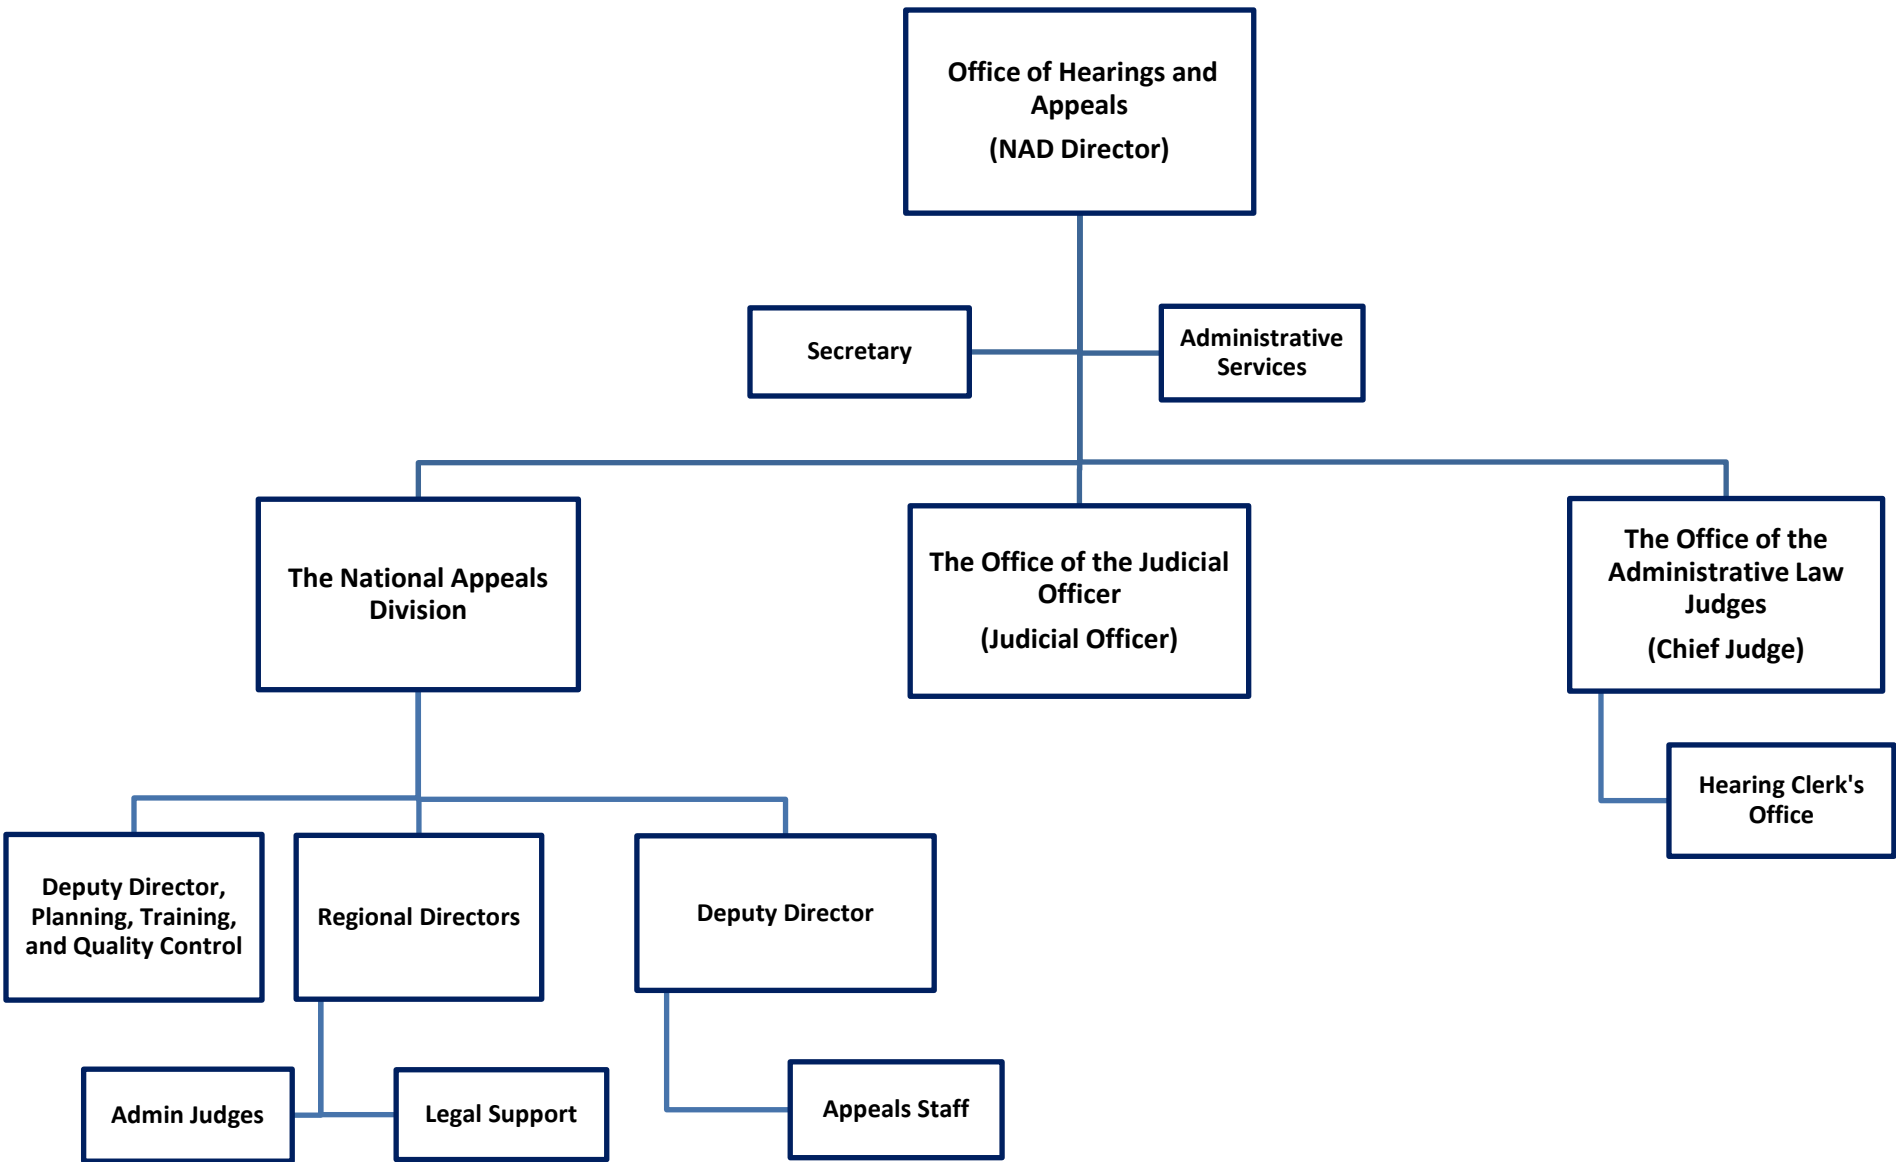 Office of Hearings and
Appeals
(NAD Director)
Secretary
Administrative
Services
The National Appeals
Division
The Office of the Judicial
Officer
(Judicial Officer)
The Office of the
Administrative Law
Judges
(Chief Judge)
Hearing Clerk's
Office
Deputy Director,
Planning, Training,
and Quality Control
Regional Directors
Deputy Director
Admin Judges
Legal Support
Appeals Staff